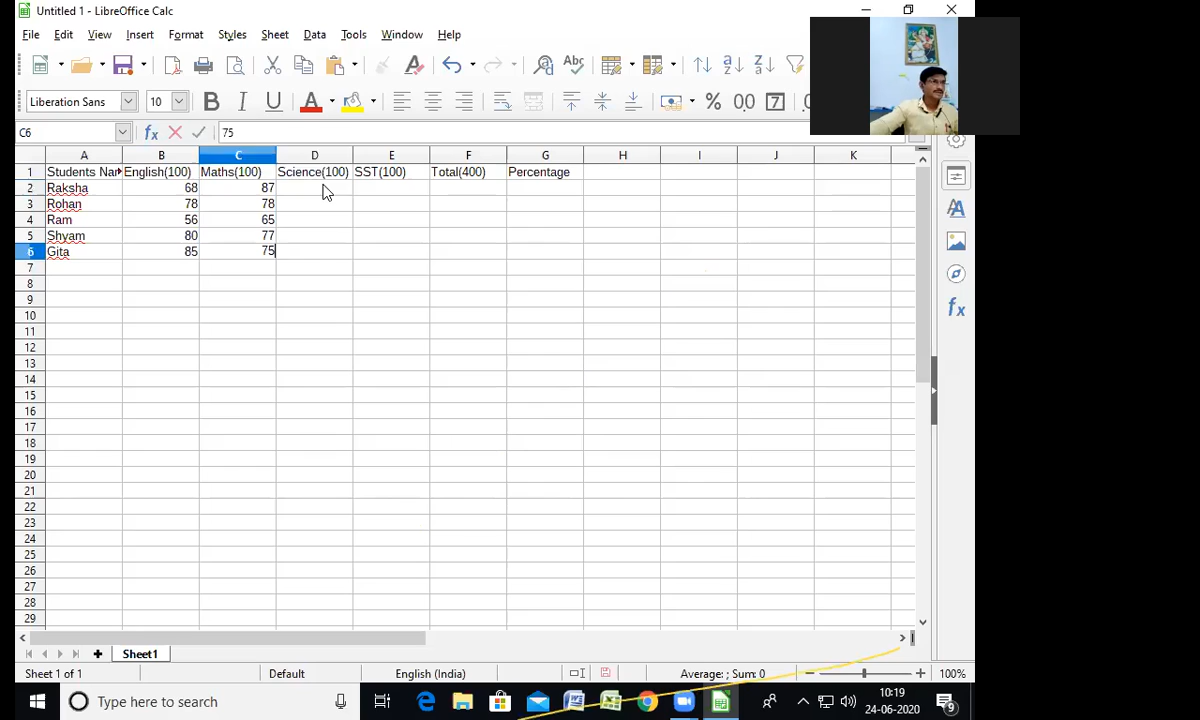 Untitled 1 - LibreOffice Calc
File Edit View Insert Format Styles Sheet Data Tools Window Help
Liberation Sans 10
C6 75
A B C D E F G H I J K
1 Students Nar English(100) Maths(100) Science(100) SST(100) Total(400) Percentage
2 Raksha 68 87
3 Rohan 78 78
4 Ram 56 65
5 Shyam 80 77
6 Gita 85 75
7
8
9
10
11
12
13
14
15
16
17
18
19
20
21
22
23
24
25
26
27
28
29
Sheet1
Sheet 1 of 1 Default English (India) Average: ; Sum: 0 100%
Type here to search
10:19
24-06-2020
9